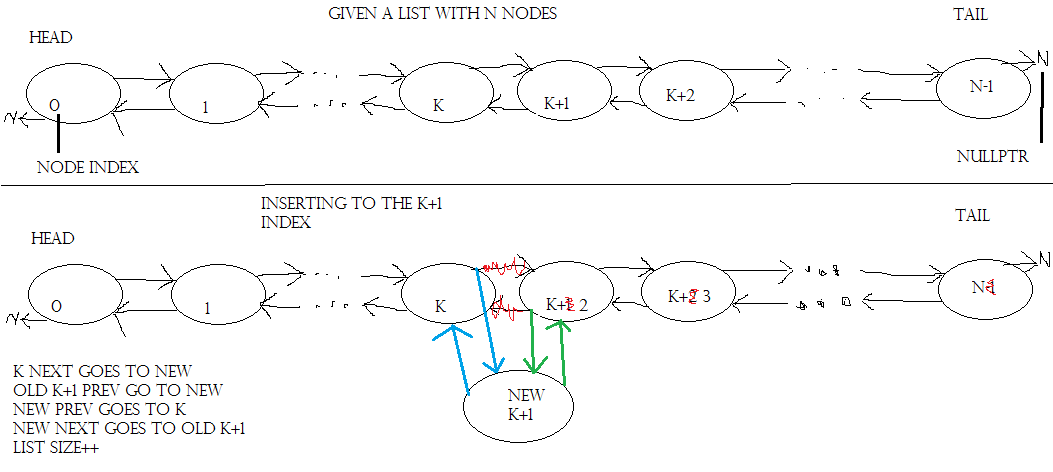 GIVEN A LIST WITH N NODES
HEAD
TAIL
0
1
K
K+1
K+2
N-1
N
N
NODE INDEX
NULLPTR
INSERTING TO THE K+1
INDEX
HEAD
TAIL
0
1
K
K+ 2
K+ 3
N
N
N
NEW
K+1
K NEXT GOES TO NEW
OLD K+1 PREV GO TO NEW
NEW PREV GOES TO K
NEW NEXT GOES TO OLD K+1
LIST SIZE++